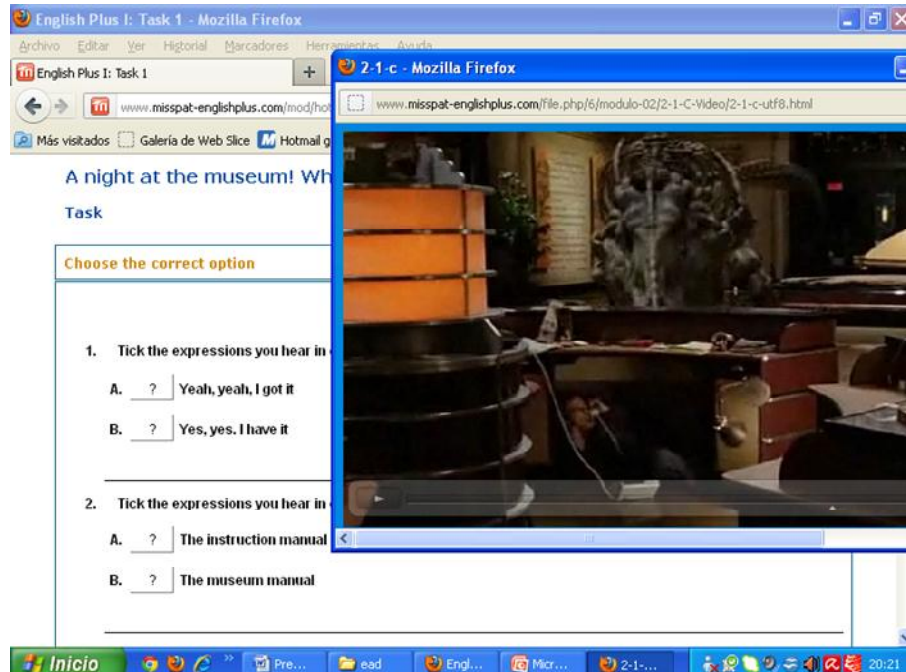 English Plus I: Task 1 - Mozilla Firefox
Archivo Editar Ver Historial Marcadores Herramientas Ayuda
English Plus I: Task 1
2-1-c - Mozilla Firefox
www.misspat-englishplus.com/mod/hot
www.misspat-englishplus.com/file.php/6/modulo-02/2-1-C-Video/2-1-c-utf8.html
Más visitados Galería de Web Slice Hotmail g
A night at the museum! Wh
Task
Choose the correct option
1. Tick the expressions you hear in
A. ? Yeah, yeah, I got it
B. ? Yes, yes. I have it
2. Tick the expressions you hear in
A. ? The instruction manual
B. ? The museum manual
Inicio Pre... ead Engl... Micr... 2-1-... 20:21